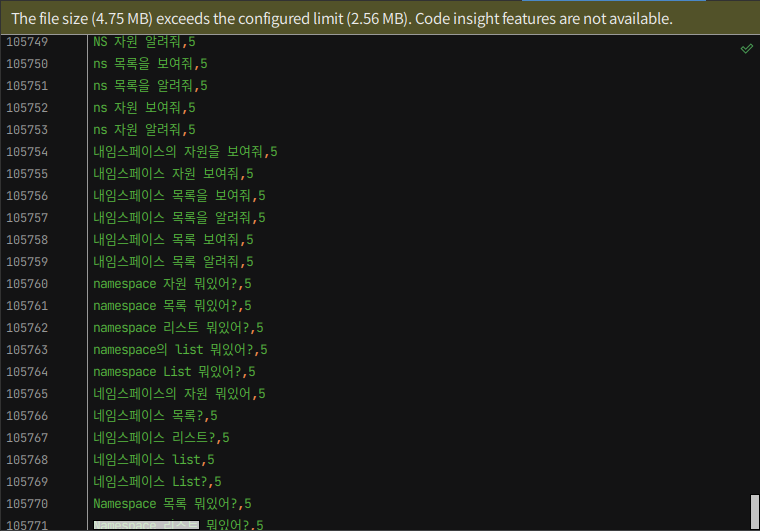 The file size (4.75 MB) exceeds the configured limit (2.56 MB). Code insight features are not available.
105749 NS 자원 알려줘,5
105750 ns 목록을 보여줘,5
105751 ns 목록을 알려줘,5
105752 ns 자원 보여줘,5
105753 ns 자원 알려줘,5
105754 내임스페이스의 자원을 보여줘,5
105755 내임스페이스 자원 보여줘,5
105756 내임스페이스 목록을 보여줘,5
105757 내임스페이스 목록을 알려줘,5
105758 내임스페이스 목록 보여줘,5
105759 내임스페이스 목록 알려줘,5
105760 namespace 자원 뭐있어?,5
105761 namespace 목록 뭐있어?,5
105762 namespace 리스트 뭐있어?,5
105763 namespace의 list 뭐있어?,5
105764 namespace List 뭐있어?,5
105765 네임스페이스의 자원 뭐있어,5
105766 네임스페이스 목록?,5
105767 네임스페이스 리스트?,5
105768 네임스페이스 list,5
105769 네임스페이스 List?,5
105770 Namespace 목록 뭐있어?,5
105771 Namespace 리스트 뭐있어?,5